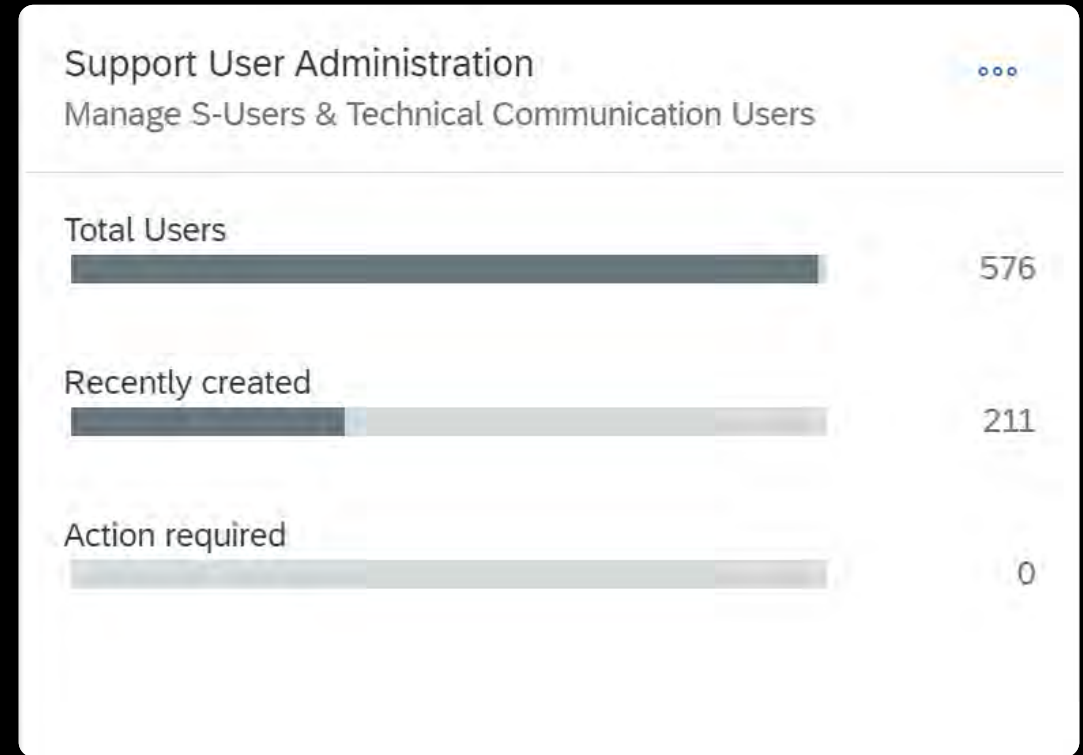 Support User Administration
Manage S-Users & Technical Communication Users
Total Users
576
Recently created
211
Action required
0